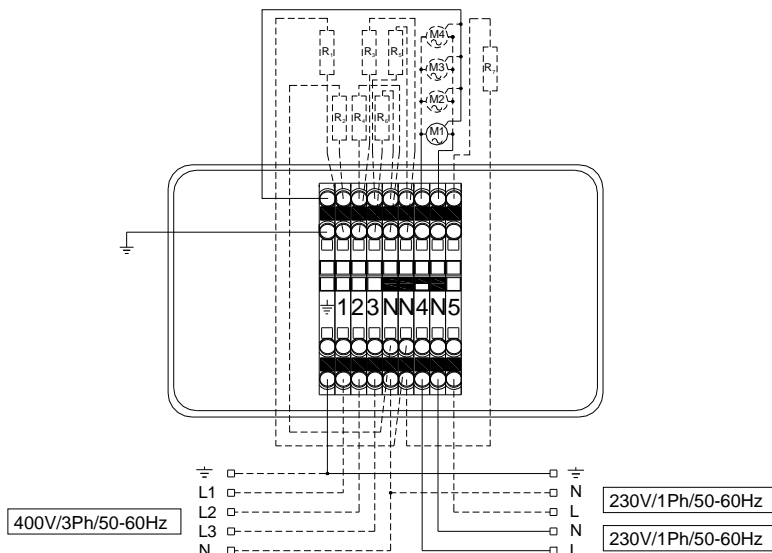 M4
R R R
M3
R
M2
R R R
M1
1 2 3 N N 4 N 5
L1
N
230V/1Ph/50-60Hz
400V/3Ph/50-60Hz
L2
L
L3
N
230V/1Ph/50-60Hz
N
L